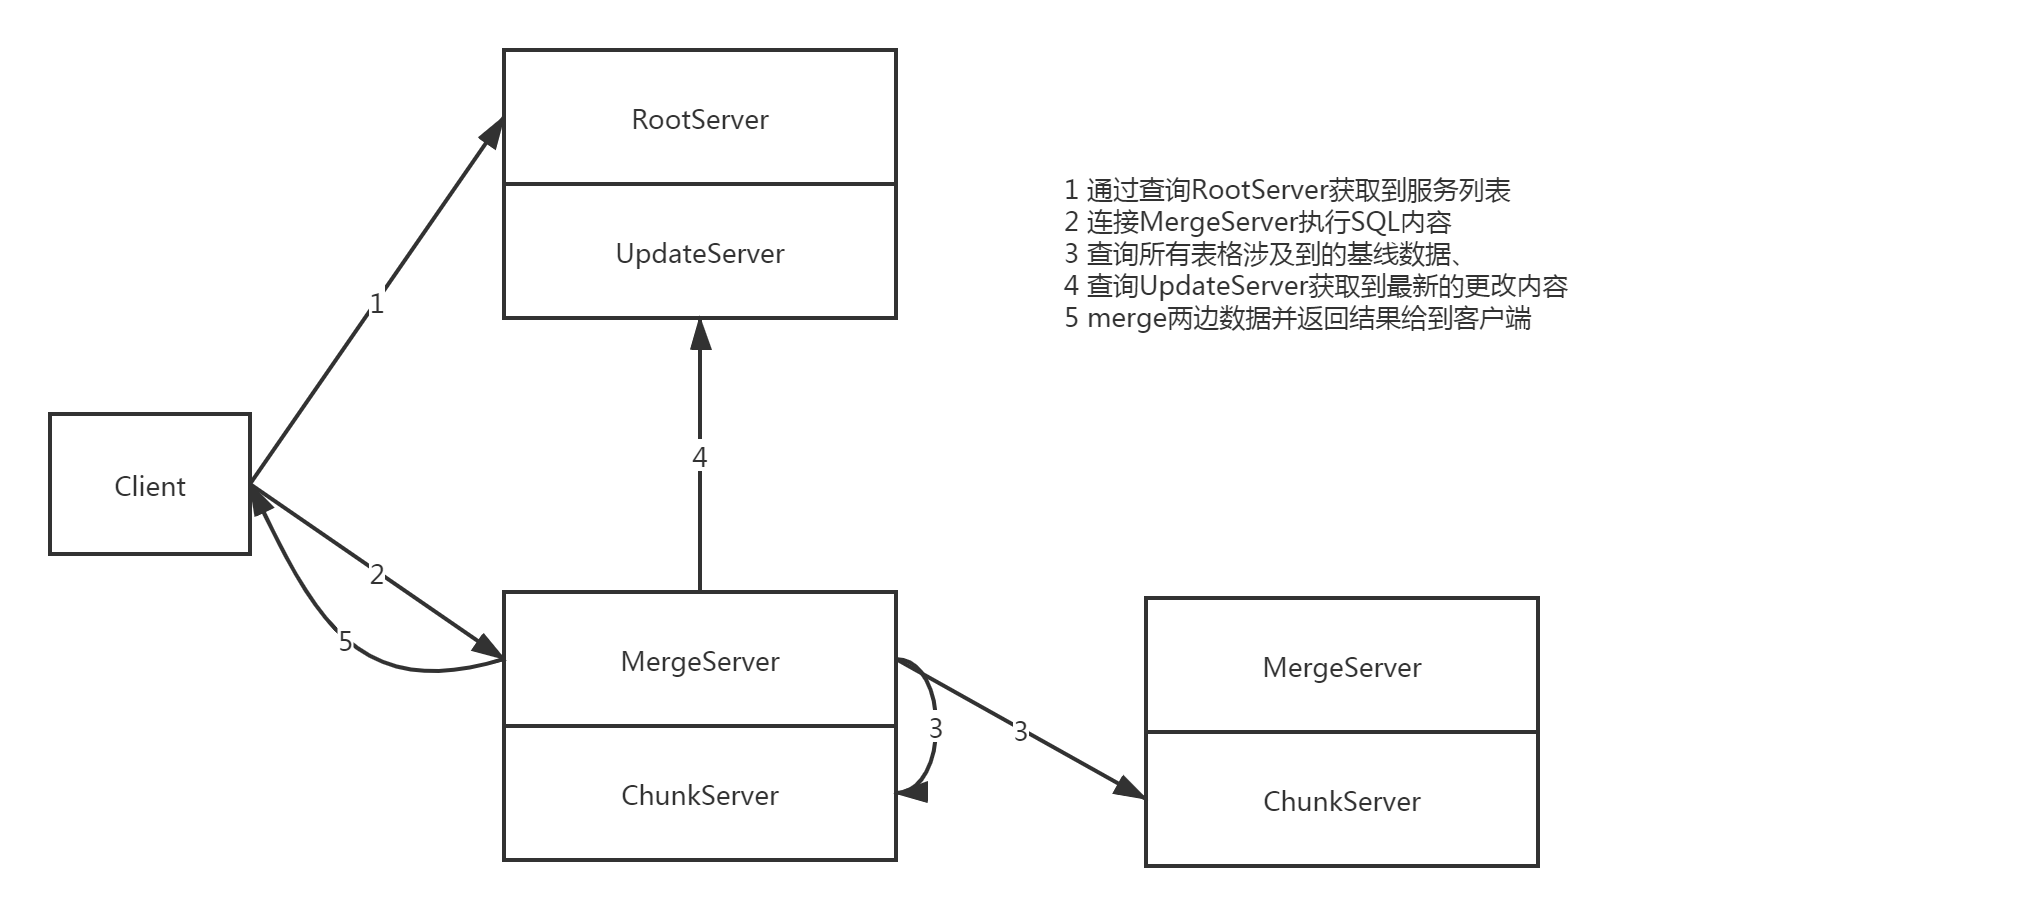 RootServer
UpdateServer
1 通过查询RootServer获取到服务列表
2 连接MergeServer执行SQL内容
3 查询所有表格涉及到的基线数据、
4 查询UpdateServer获取到最新的更改内容
5 merge两边数据并返回结果给到客户端
1
4
Client
2
5
MergeServer
ChunkServer
3
3
MergeServer
ChunkServer